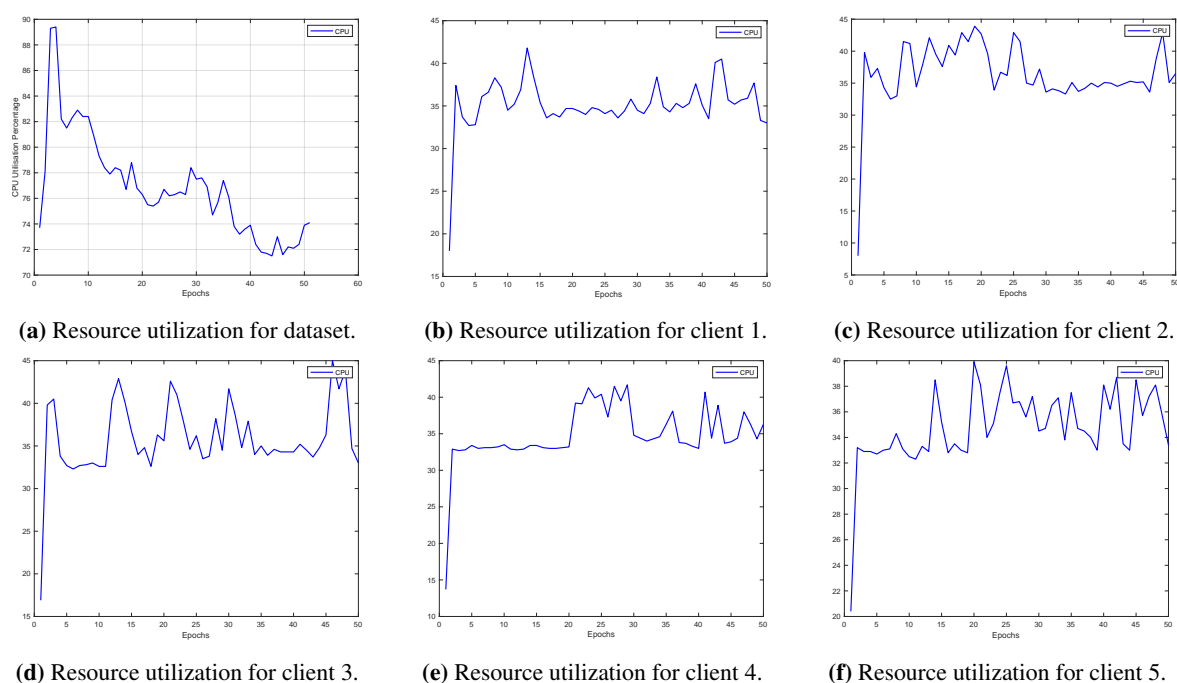 90
88
86
84
82
80
78
76
74
72
70
CPU Utilisation Percentage
CPU
0 10 20 30 40 50 60
Epochs
(a) Resource utilization for dataset.
45
40
35
30
25
20
15
CPU
0 5 10 15 20 25 30 35 40 45 50
Epochs
(b) Resource utilization for client 1.
45
40
35
30
25
20
15
10
5
CPU
0 5 10 15 20 25 30 35 40 45 50
Epochs
(c) Resource utilization for client 2.
45
40
35
30
25
20
15
CPU
0 5 10 15 20 25 30 35 40 45 50
Epochs
(d) Resource utilization for client 3.
45
40
35
30
25
20
15
10
CPU
0 5 10 15 20 25 30 35 40 45 50
Epochs
(e) Resource utilization for client 4.
40
38
36
34
32
30
28
26
24
22
20
CPU
0 5 10 15 20 25 30 35 40 45 50
Epochs
(f) Resource utilization for client 5.